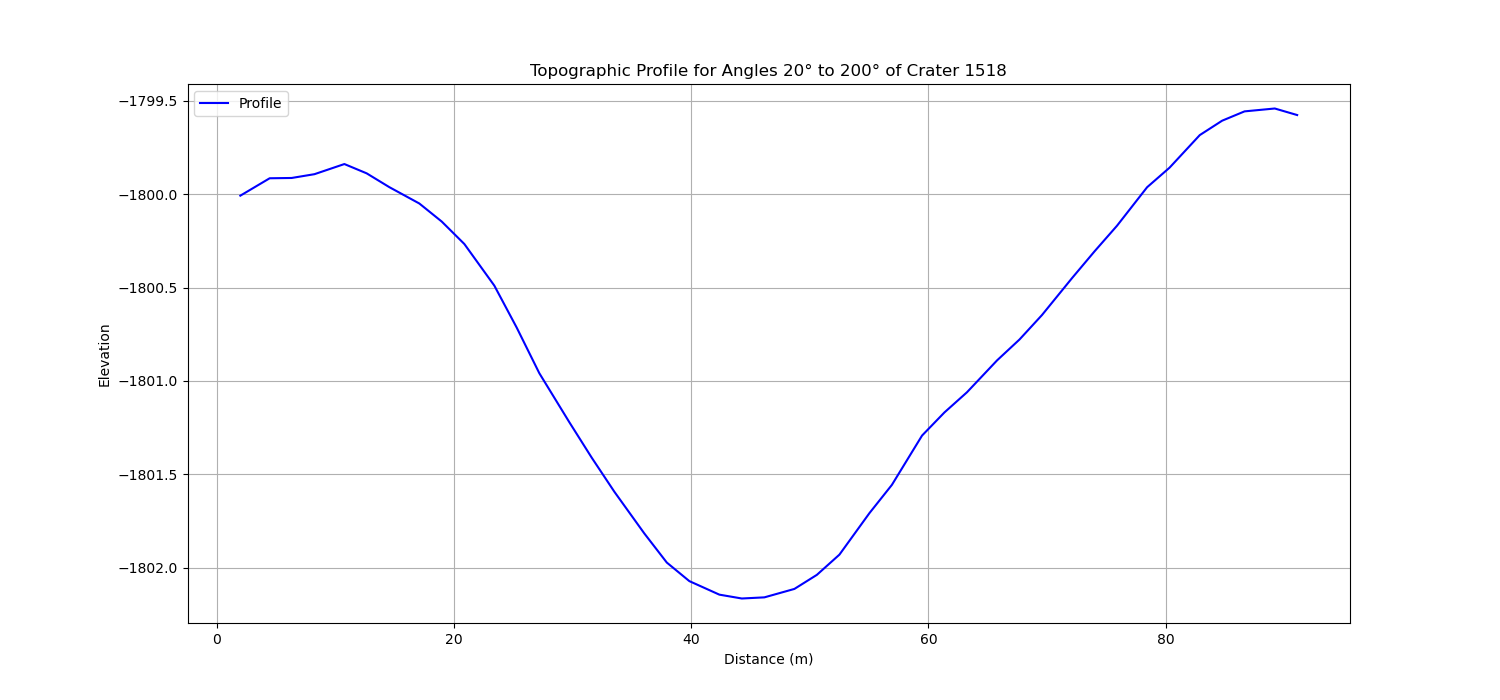 Topographic Profile for Angles 20° to 200° of Crater 1518
Profile
−1799.5
−1800.0
−1800.5
−1801.0
−1801.5
−1802.0
Elevation
0 20 40 60 80
Distance (m)